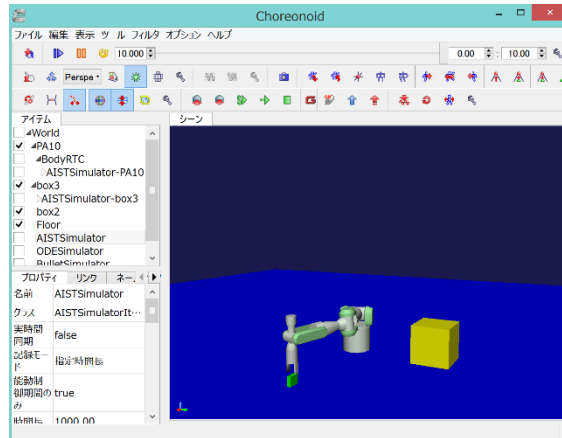 Choreonoid
ファイル 編集 表示 ツール フィルタ オプション ヘルプ
10.000
0.00 : 10.00
Perspe
アイテム
シーン
World
PA10
BodyRTC
AISTSimulator-PA10
box3
AISTSimulator-box3
box2
Floor
AISTSimulator
ODESimulator
BulletSimulator
プロパティ リンク ネー
名前 AISTSimulator
クラス AISTSimulatorIt…
実時間
同期 false
記録モー
ド 指定時間長
能動制
御期間の true
み
時間長 1000.00